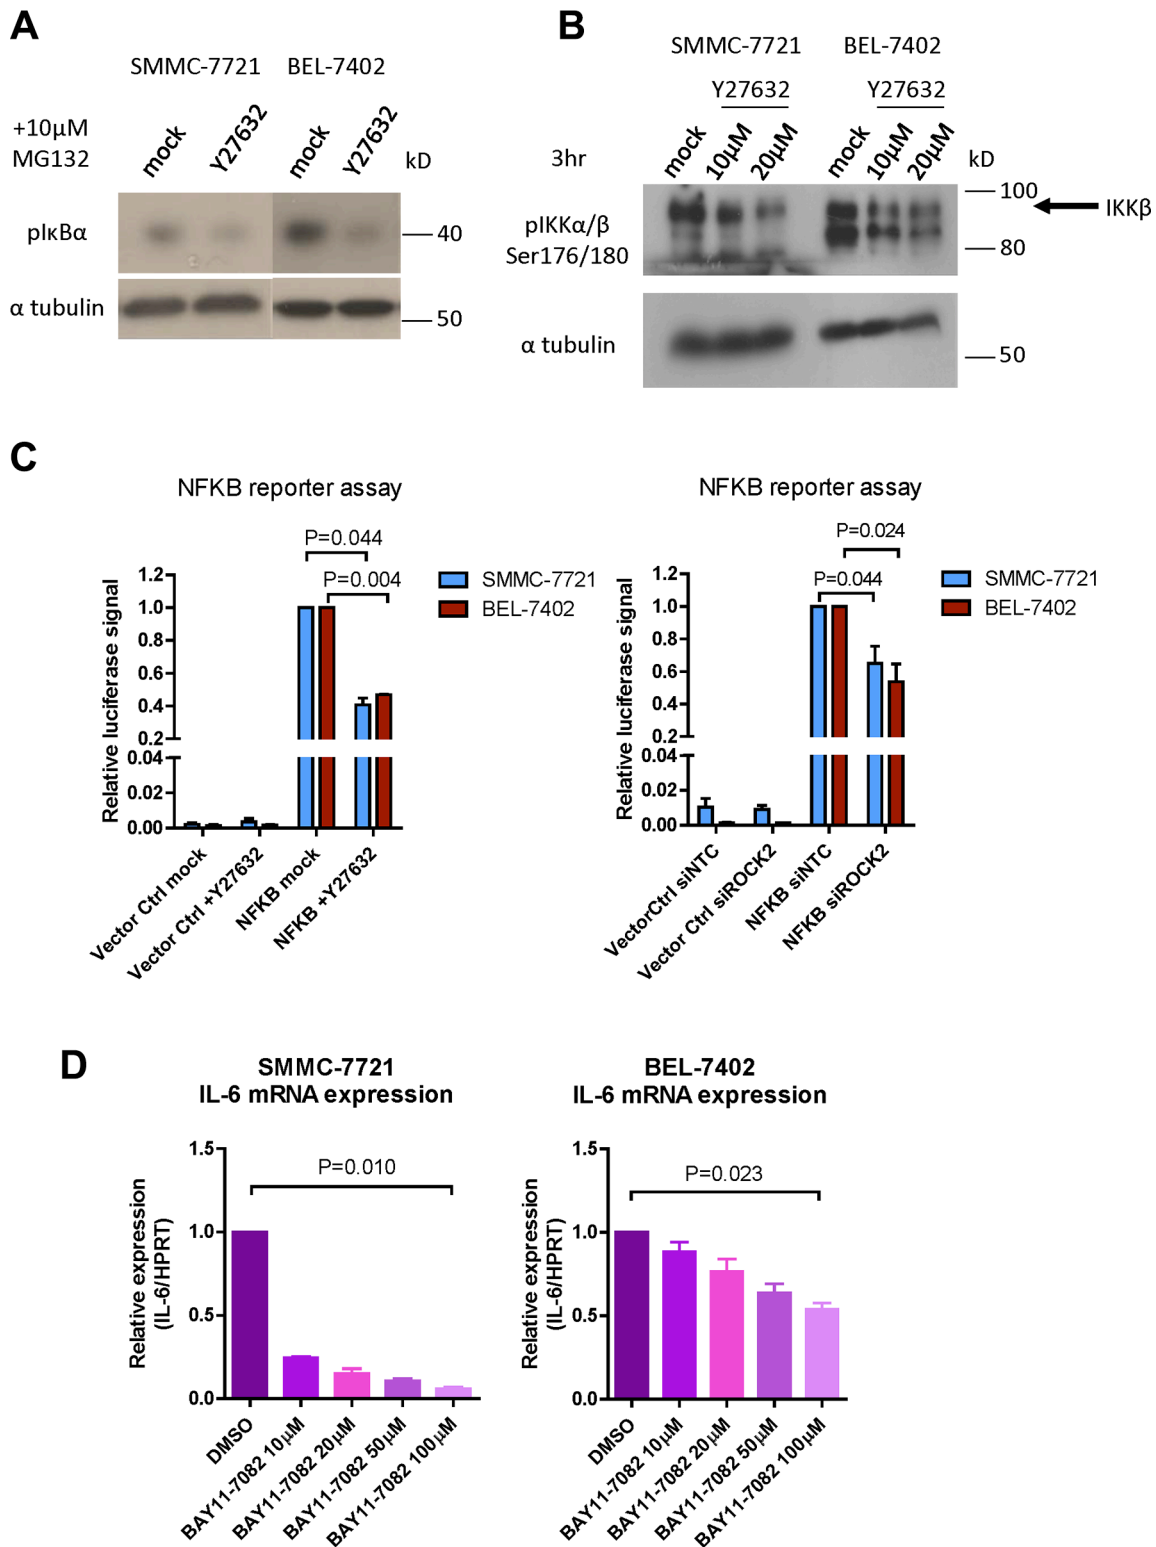 A
SMMC-7721 BEL-7402
+10µM
MG132
mock
Y27632
mock
Y27632
kD
pIκBα
40
α tubulin
50
B
SMMC-7721 BEL-7402
Y27632 Y27632
3hr
mock
10µM
20µM
mock
10µM
20µM
kD
100
IKKβ
pIKKα/β
Ser176/180
80
α tubulin
50
C
NFKB reporter assay
P=0.044
P=0.004
SMMC-7721
BEL-7402
Relative luciferase signal
1.2
1.0
0.8
0.6
0.4
0.2
0.04
0.02
0.00
Vector Ctrl mock
Vector Ctrl +Y27632
NFKB mock
NFKB +Y27632
NFKB reporter assay
P=0.024
P=0.044
SMMC-7721
BEL-7402
Relative luciferase signal
1.2
1.0
0.8
0.6
0.4
0.2
0.04
0.02
0.00
VectorCtrl siNTC
Vector Ctrl siROCK2
NFKB siNTC
NFKB siROCK2
D
SMMC-7721
IL-6 mRNA expression
P=0.010
Relative expression
(IL-6/HPRT)
1.5
1.0
0.5
0.0
DMSO
BAY11-7082 10µM
BAY11-7082 20µM
BAY11-7082 50µM
BAY11-7082 100µM
BEL-7402
IL-6 mRNA expression
P=0.023
Relative expression
(IL-6/HPRT)
1.5
1.0
0.5
0.0
DMSO
BAY11-7082 10µM
BAY11-7082 20µM
BAY11-7082 50µM
BAY11-7082 100µM